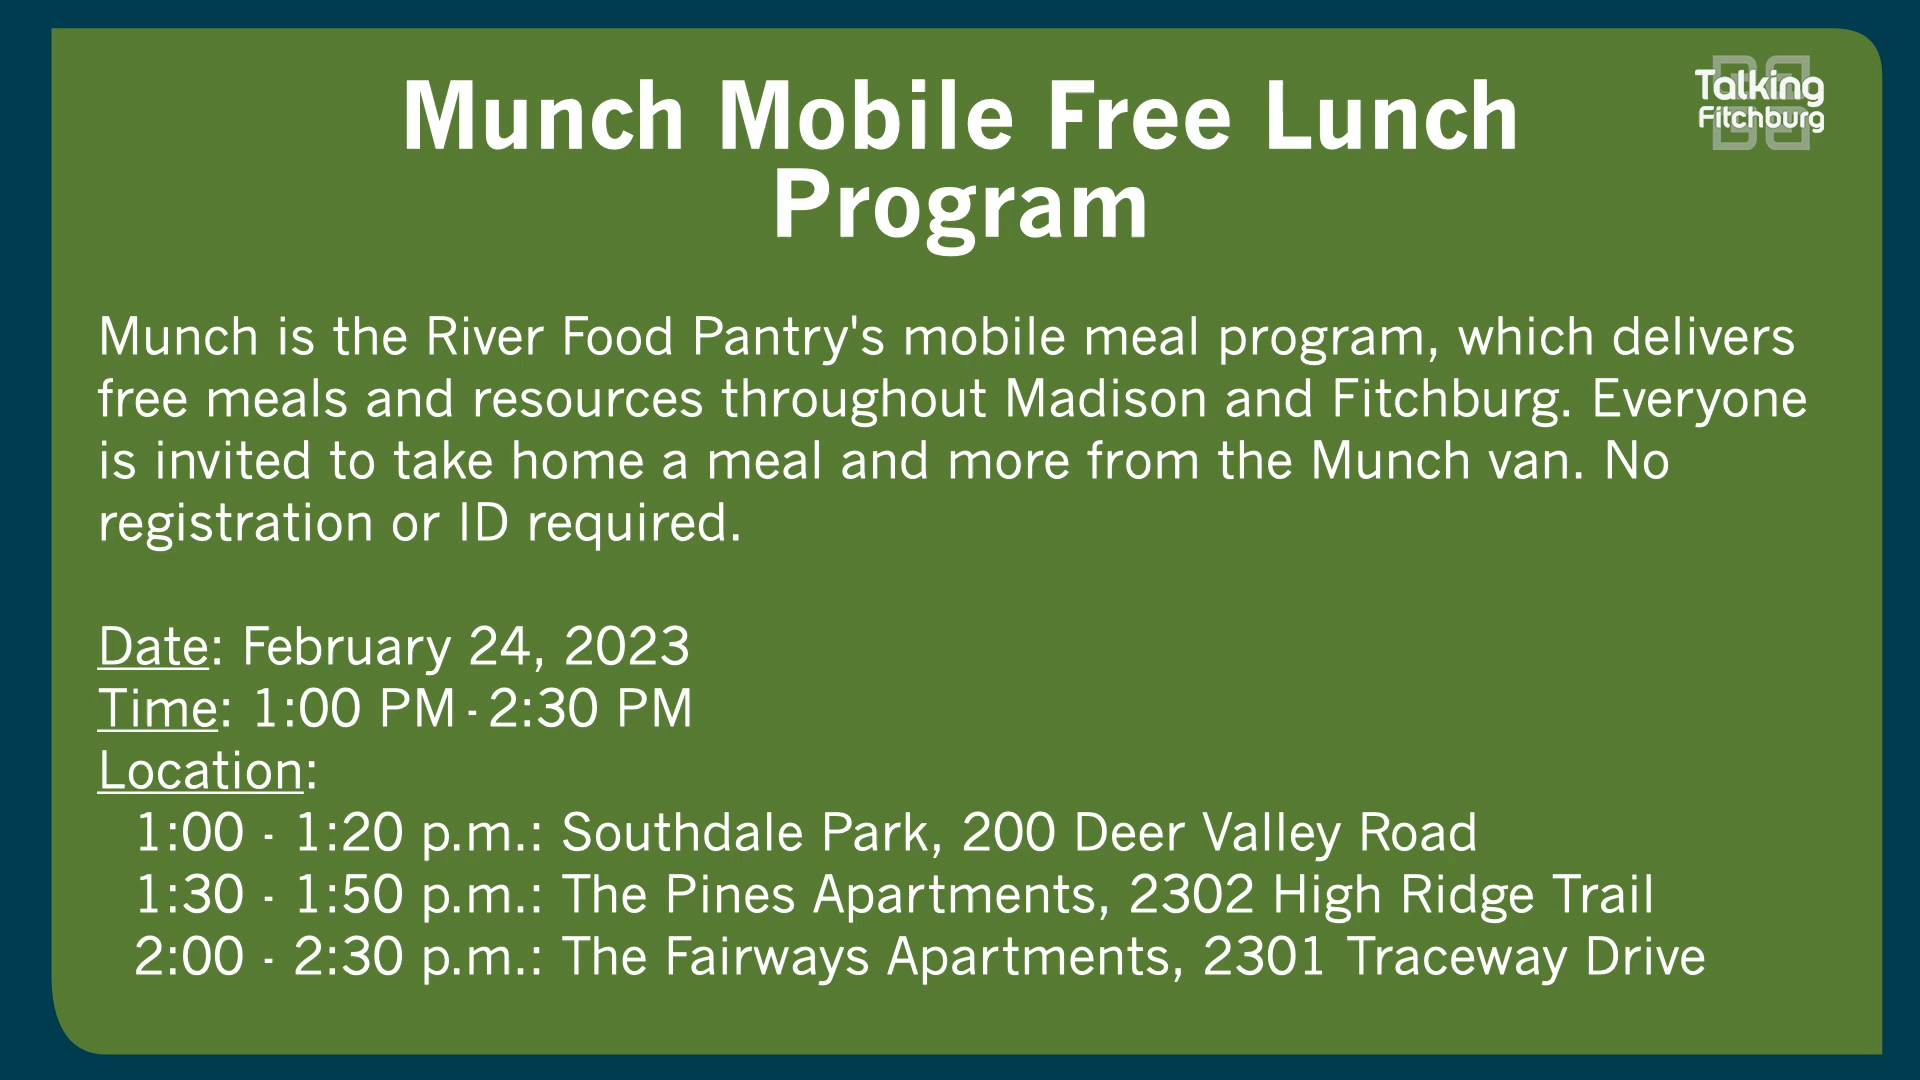 Munch Mobile Free Lunch
Program
Talking
Fitchburg
Munch is the River Food Pantry's mobile meal program, which delivers
free meals and resources throughout Madison and Fitchburg. Everyone
is invited to take home a meal and more from the Munch van. No
registration or ID required.
Date: February 24, 2023
Time: 1:00 PM - 2:30 PM
Location:
1:00 - 1:20 p.m.: Southdale Park, 200 Deer Valley Road
1:30 - 1:50 p.m.: The Pines Apartments, 2302 High Ridge Trail
2:00 - 2:30 p.m.: The Fairways Apartments, 2301 Traceway Drive